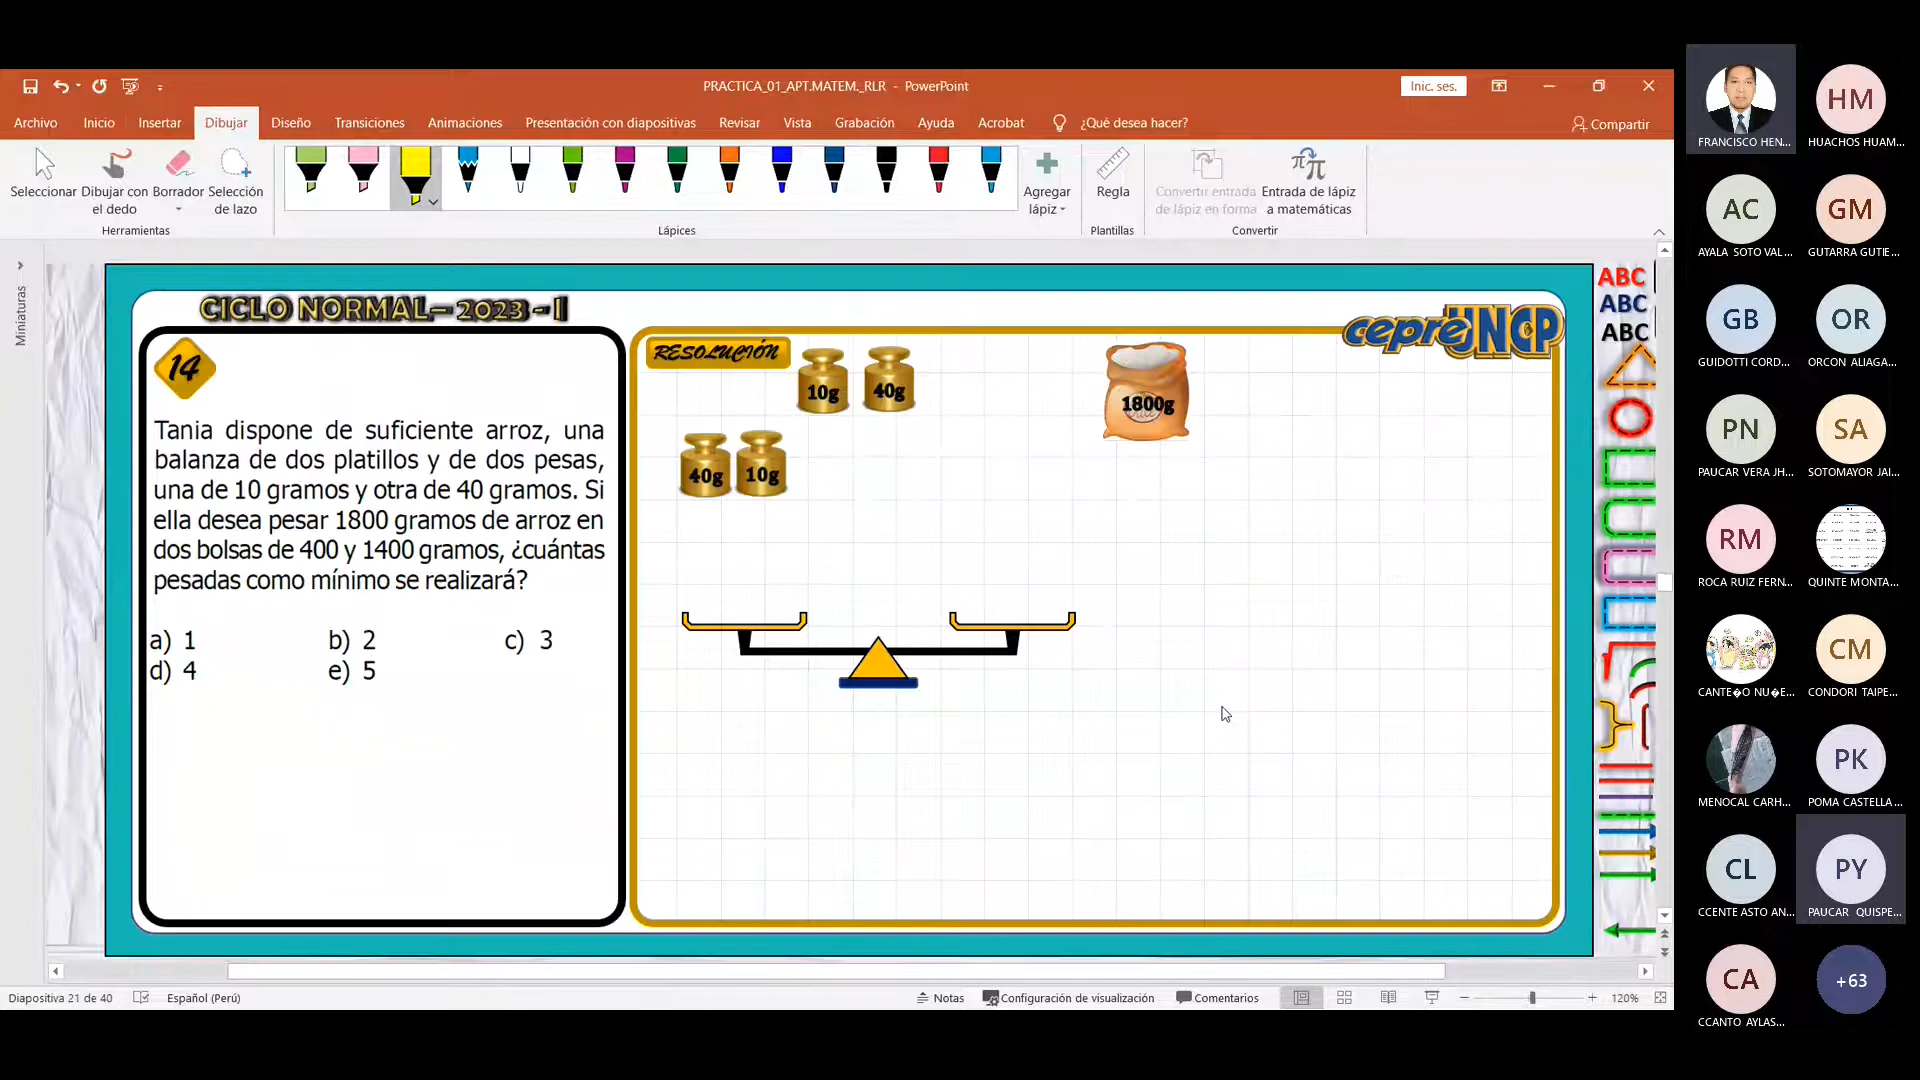 PRACTICA_01_APT.MATEM._RLR - PowerPoint
Inic. ses.
Archivo Inicio Insertar Dibujar Diseño Transiciones Animaciones Presentación con diapositivas Revisar Vista Grabación Ayuda Acrobat ¿Qué desea hacer? Compartir
Seleccionar Dibujar con el dedo Borrador Selección de lazo
Agregar lápiz Regla Convertir entrada de lápiz en forma Entrada de lápiz a matemáticas
Herramientas Lápices Plantillas Convertir
Miniaturas
CICLO NORMAL– 2023 - I
cepreUNCP
14
Tania dispone de suficiente arroz, una
balanza de dos platillos y de dos pesas,
una de 10 gramos y otra de 40 gramos. Si
ella desea pesar 1800 gramos de arroz en
dos bolsas de 400 y 1400 gramos, ¿cuántas
pesadas como mínimo se realizará?
a) 1 b) 2 c) 3
d) 4 e) 5
RESOLUCIÓN
10g 40g
1800g
40g 10g
ABC
ABC
ABC
Diapositiva 21 de 40 Español (Perú) Notas Configuración de visualización Comentarios 120%
FRANCISCO HEN...
HM
HUACHOS HUAM...
AC
AYALA SOTO VAL...
GM
GUTARRA GUTIE...
GB
GUIDOTTI CORD...
OR
ORCON ALIAGA...
PN
PAUCAR VERA JH...
SA
SOTOMAYOR JAI...
RM
ROCA RUIZ FERN...
QUINTE MONTA...
CANTE�O NU�E...
CM
CONDORI TAIPE...
MENOCAL CARH...
PK
POMA CASTELLA...
CL
CCENTE ASTO AN...
PY
PAUCAR QUISPE...
CA
CCANTO AYLAS...
+63